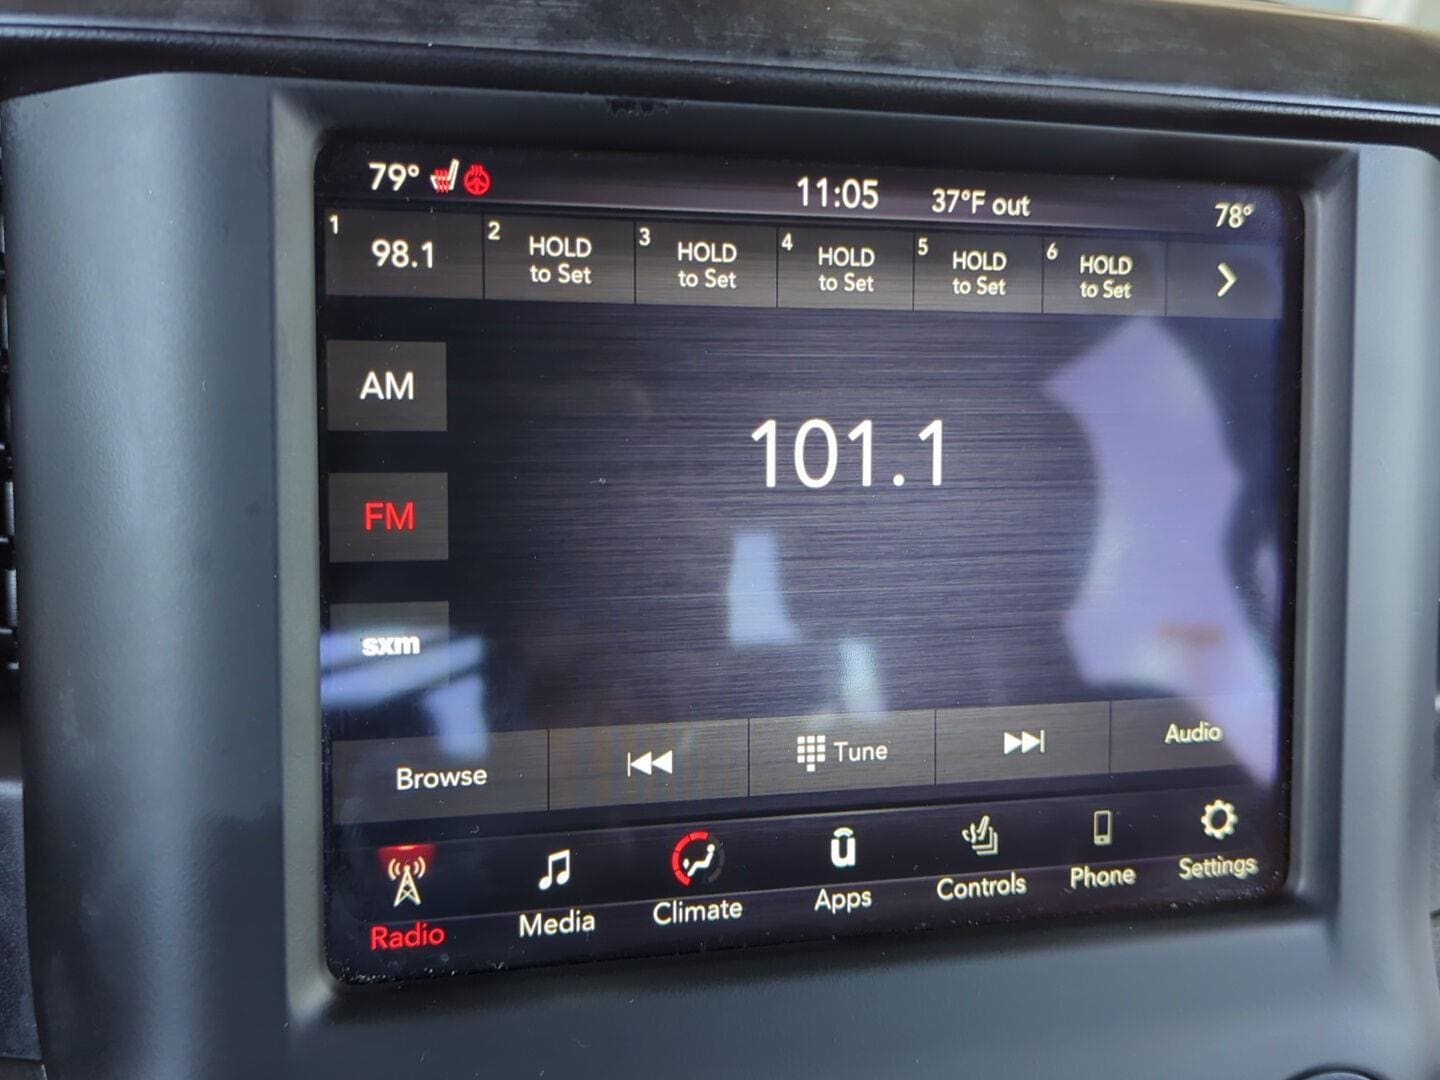 79° 11:05 37°F out 78°
1 98.1
2 HOLD to Set
3 HOLD to Set
4 HOLD to Set
5 HOLD to Set
6 HOLD to Set
AM
101.1
FM
sxm
Browse Tune Audio
Radio Media Climate Apps Controls Phone Settings